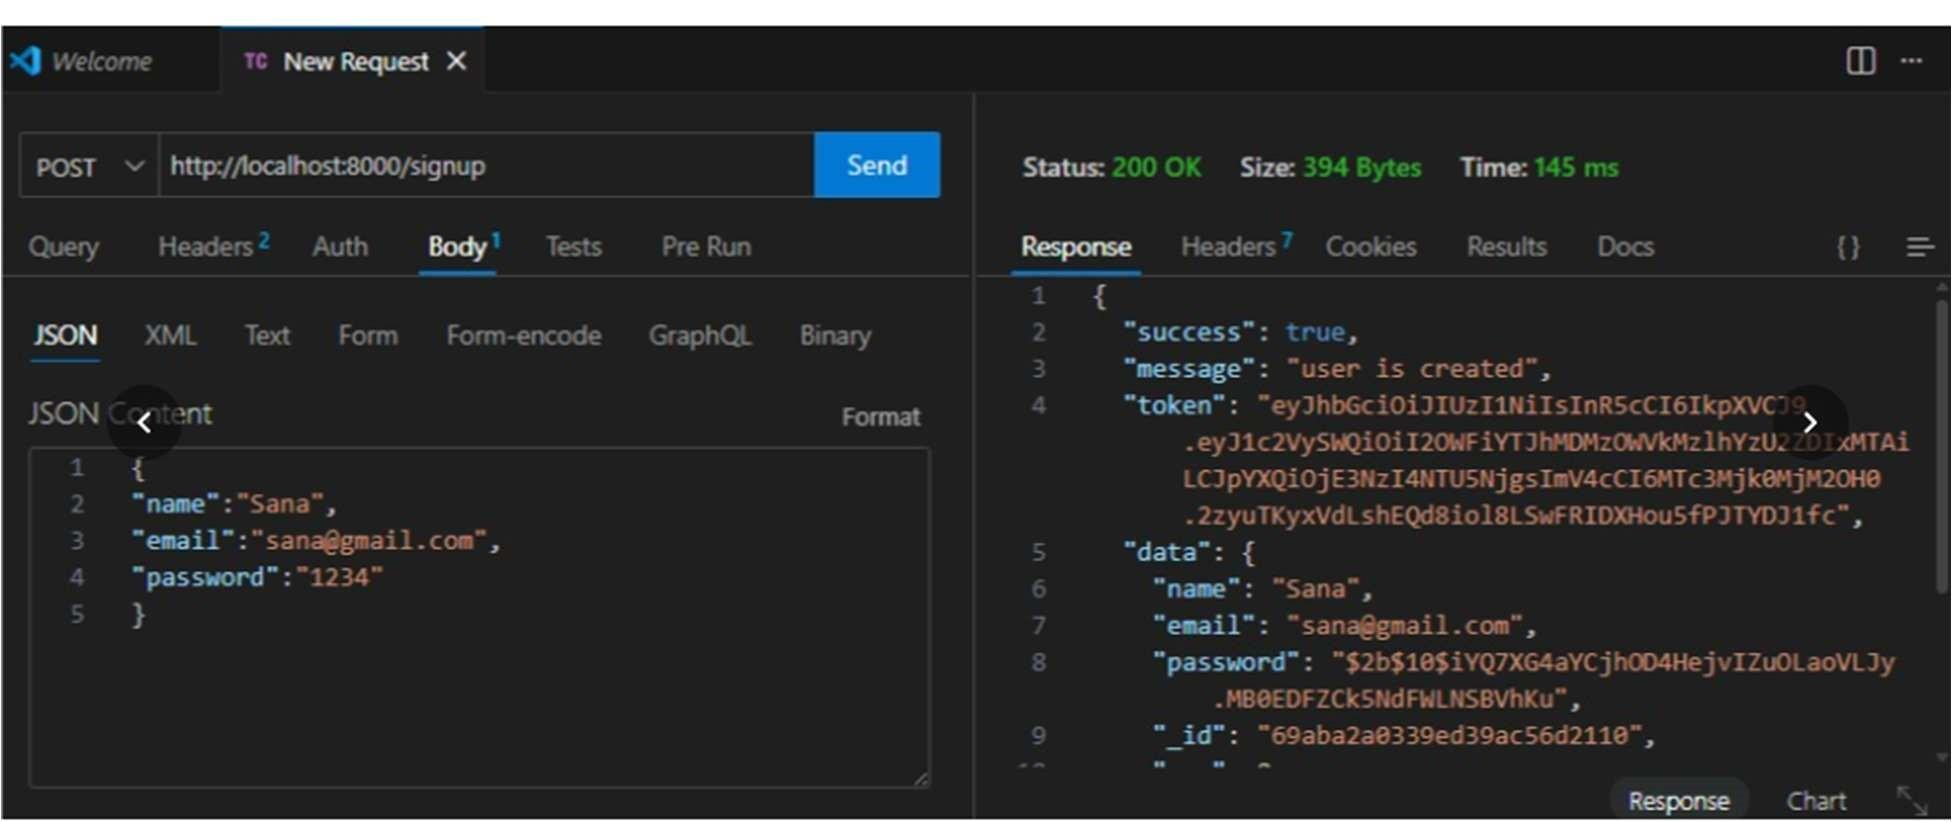 Welcome
TC New Request
POST http://localhost:8000/signup Send
Query Headers 2 Auth Body 1 Tests Pre Run
JSON XML Text Form Form-encode GraphQL Binary
JSON Content Format
1 {
2 "name":"Sana",
3 "email":"sana@gmail.com",
4 "password":"1234"
5 }
Status: 200 OK Size: 394 Bytes Time: 145 ms
Response Headers 7 Cookies Results Docs {}
1 {
2 "success": true,
3 "message": "user is created",
4 "token": "eyJhbGciOiJIUzI1NiIsInR5cCI6IkpXVCJ9
.eyJ1c2VySWQiOiI2OWFiYTJhMDMzOWVkMzlhYzU2ZDIxMTAi
LCJpYXQiOjE3NzI4NTU5NjgsImV4cCI6MTc3Mjk0MjM2OH0
.2zyuTKyxVdLshEQd8iol8LSwFRIDXHou5fPJTYDJ1fc",
5 "data": {
6 "name": "Sana",
7 "email": "sana@gmail.com",
8 "password": "$2b$10$iYQ7XG4aYCjhOD4HejvIZuOLaoVLJy
.MB0EDFZCk5NdFWLNSBVhKu",
9 "_id": "69aba2a0339ed39ac56d2110",
Response Chart